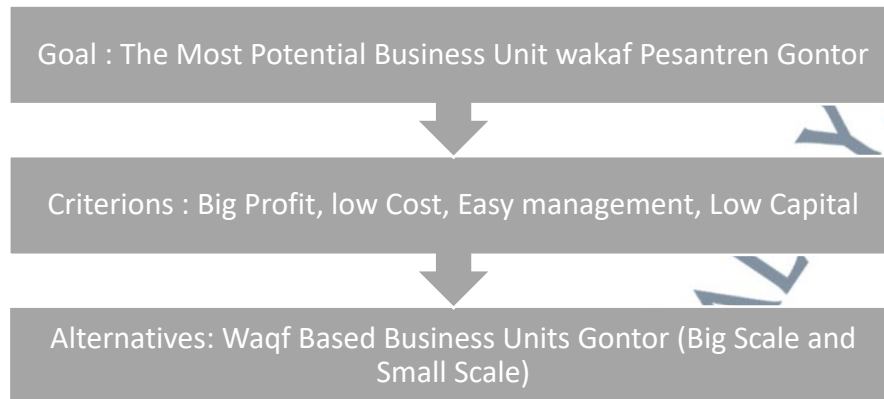 Goal : The Most Potential Business Unit wakaf Pesantren Gontor
Criterions : Big Profit, low Cost, Easy management, Low Capital
Alternatives: Waqf Based Business Units Gontor (Big Scale and
Small Scale)